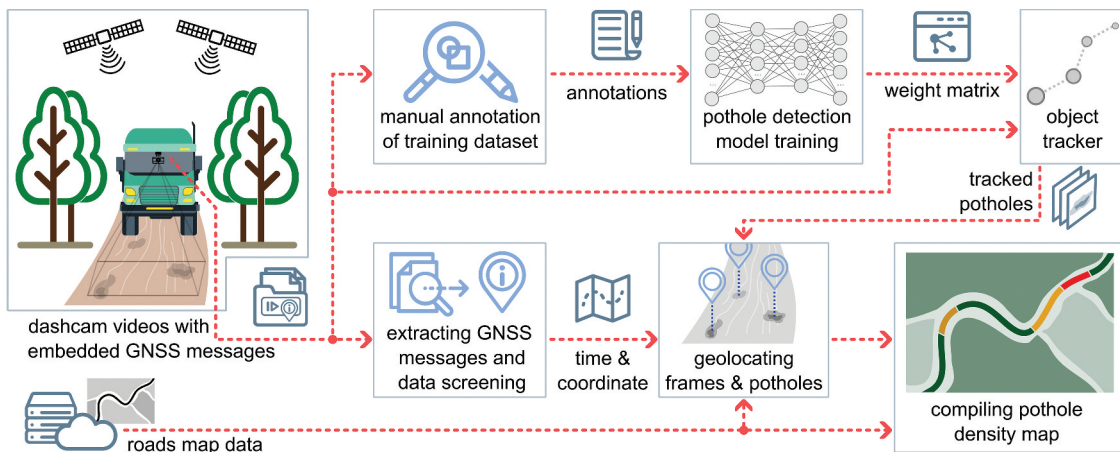 manual annotation
of training dataset
annotations
pothole detection
model training
weight matrix
object
tracker
tracked
potholes
dashcam videos with
embedded GNSS messages
extracting GNSS
messages and
data screening
time &
coordinate
geolocating
frames & potholes
compiling pothole
density map
roads map data